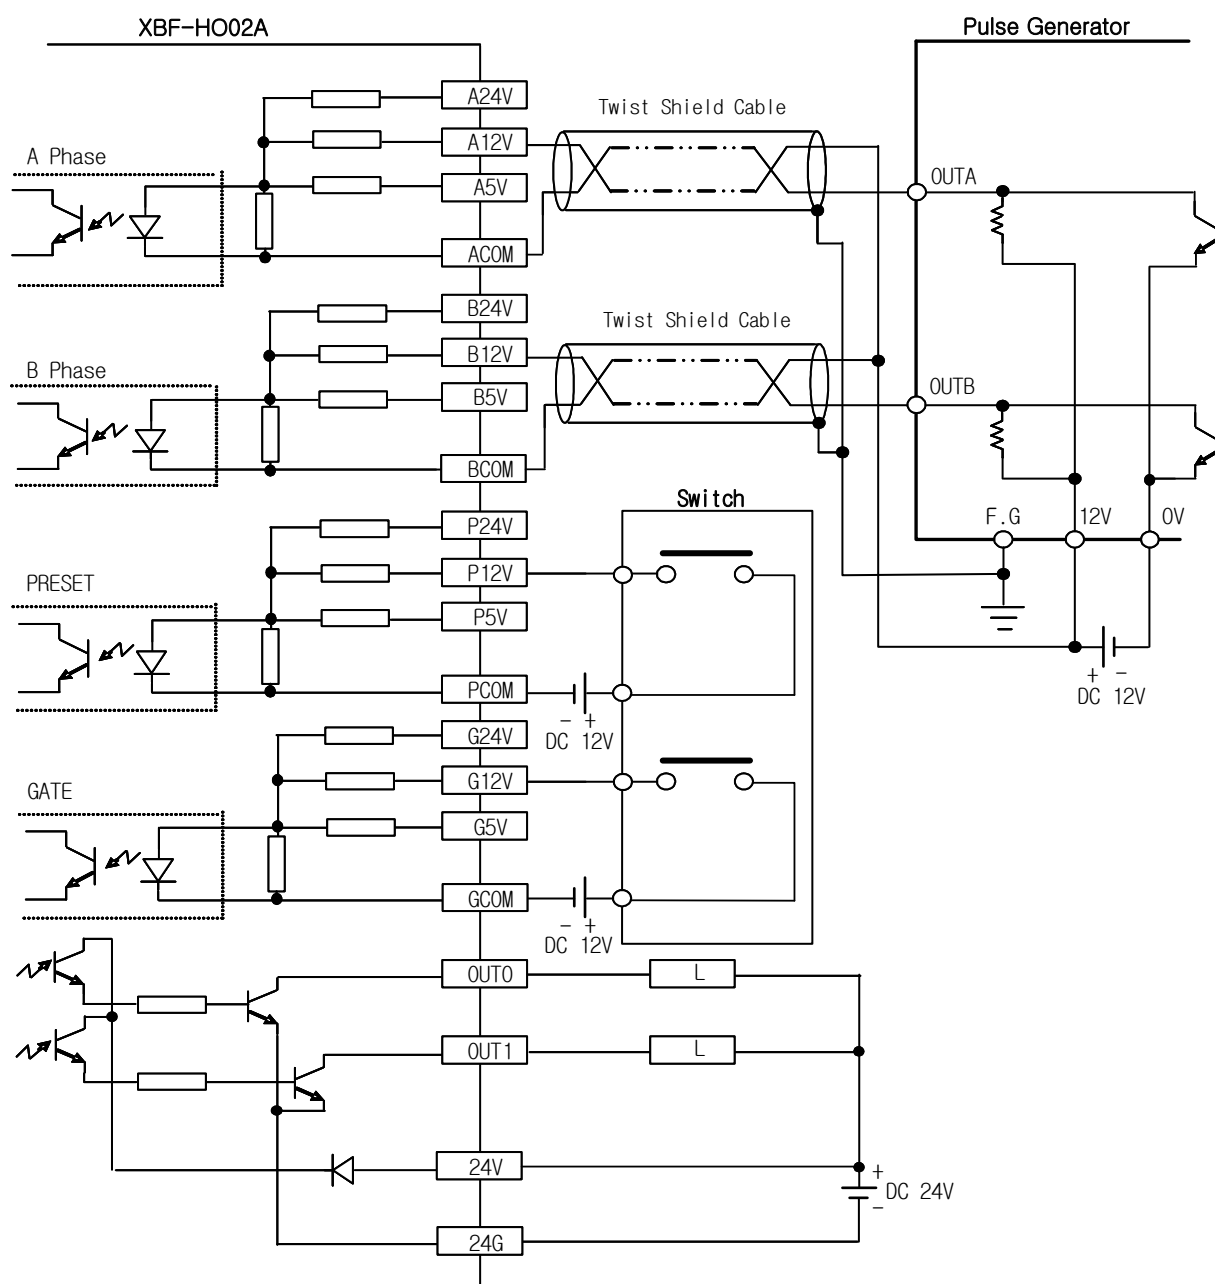 XBF-HO02A
Pulse Generator
A24V
Twist Shield Cable
A12V
A Phase
A5V
OUTA
ACOM
B24V
Twist Shield Cable
B12V
B Phase
B5V
OUTB
BCOM
Switch
P24V
F.G
12V
0V
P12V
PRESET
P5V
PCOM
+ -
DC 12V
- +
DC 12V
G24V
G12V
GATE
G5V
GCOM
- +
DC 12V
OUT0
L
OUT1
L
24V
+
DC 24V
-
24G